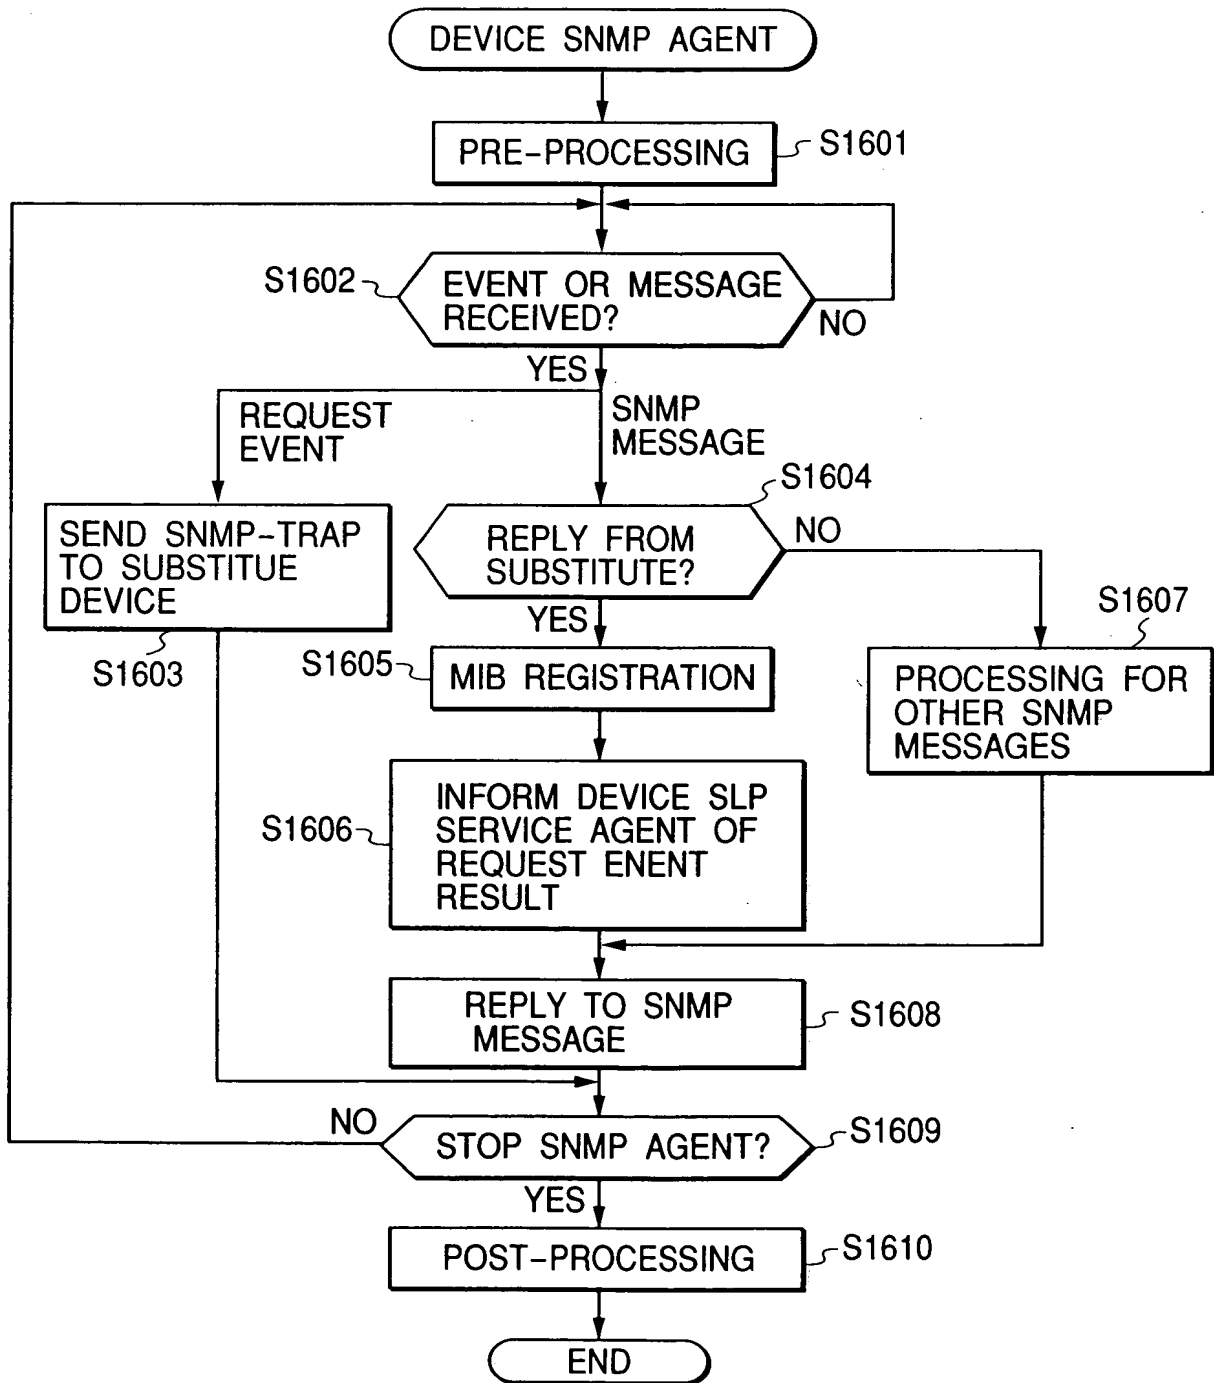 DEVICE SNMP AGENT
PRE-PROCESSING
S1601
S1602
EVENT OR MESSAGE
RECEIVED?
NO
YES
REQUEST
EVENT
SNMP
MESSAGE
S1604
SEND SNMP-TRAP
TO SUBSTITUE
DEVICE
S1603
REPLY FROM
SUBSTITUTE?
NO
YES
S1607
S1605
MIB REGISTRATION
PROCESSING FOR
OTHER SNMP
MESSAGES
S1606
INFORM DEVICE SLP
SERVICE AGENT OF
REQUEST ENENT
RESULT
REPLY TO SNMP
MESSAGE
S1608
NO
STOP SNMP AGENT?
S1609
YES
POST-PROCESSING
S1610
END